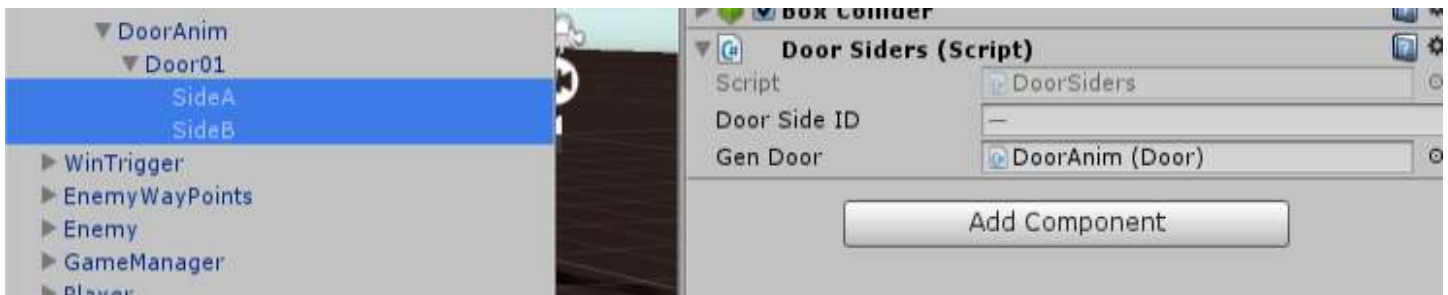 DoorAnim
Door01
SideA
SideB
WinTrigger
EnemyWayPoints
Enemy
GameManager
Player
Box Collider
Door Siders (Script)
Script DoorSiders
Door Side ID —
Gen Door DoorAnim (Door)
Add Component